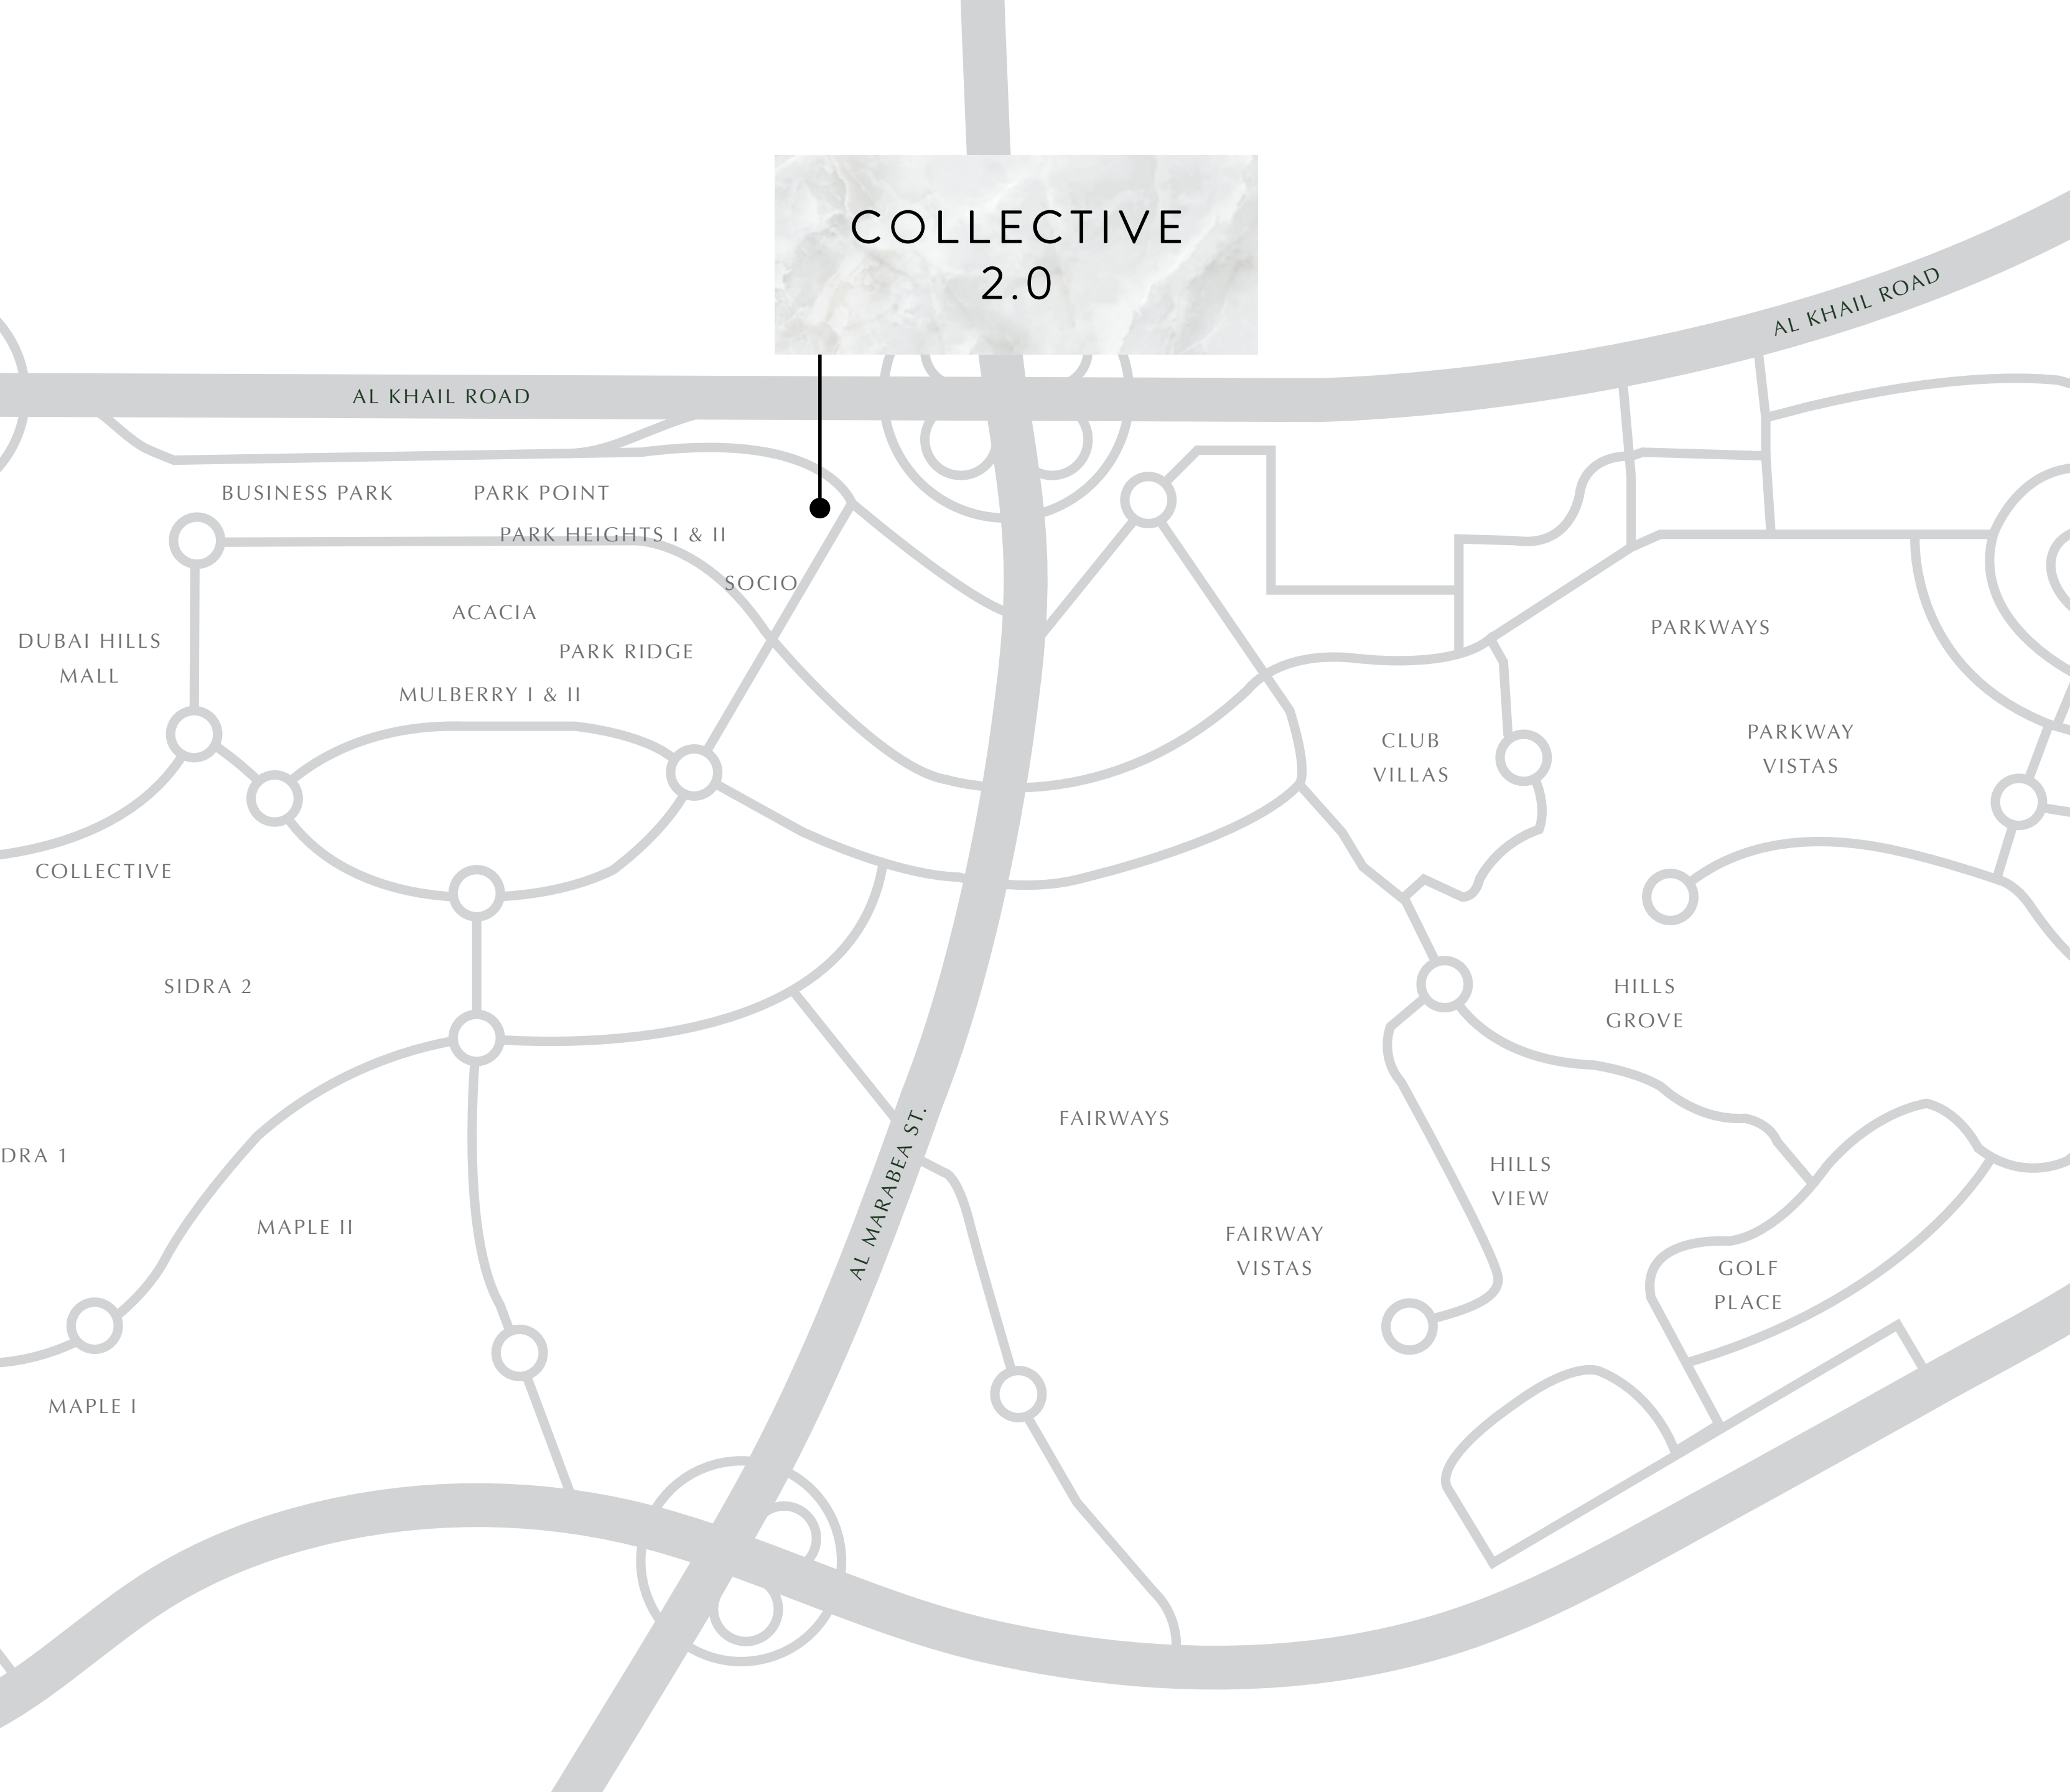 COLLECTIVE
2.0
AL KHAIL ROAD
AL KHAIL ROAD
BUSINESS PARK
PARK POINT
PARK HEIGHTS I & II
SOCIO
ACACIA
DUBAI HILLS
MALL
PARK RIDGE
MULBERRY I & II
PARKWAYS
CLUB
VILLAS
PARKWAY
VISTAS
COLLECTIVE
SIDRA 2
HILLS
GROVE
FAIRWAYS
DRA 1
AL MARABEA ST.
HILLS
VIEW
MAPLE II
FAIRWAY
VISTAS
GOLF
PLACE
MAPLE I